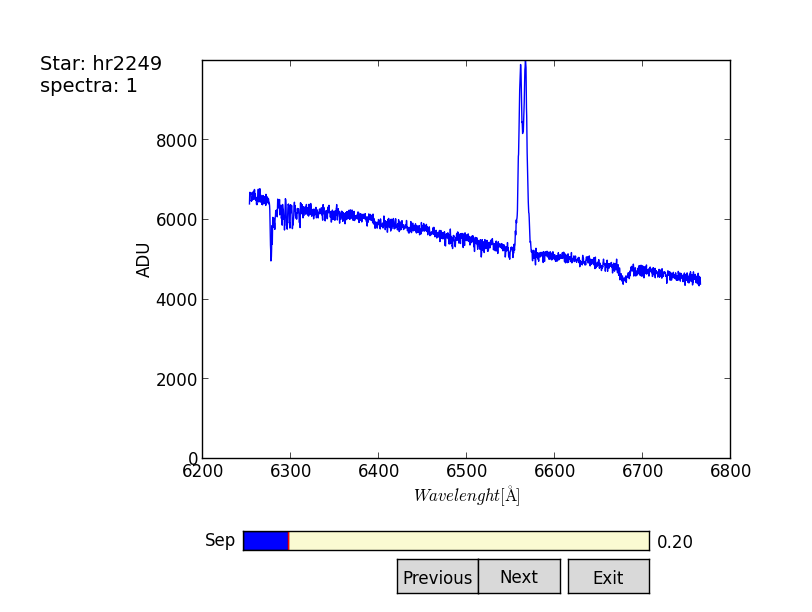 Star: hr2249
spectra: 1
8000
6000
4000
2000
0
ADU
6200 6300 6400 6500 6600 6700 6800
Wavelenght[Å]
Sep 0.20
Previous Next Exit